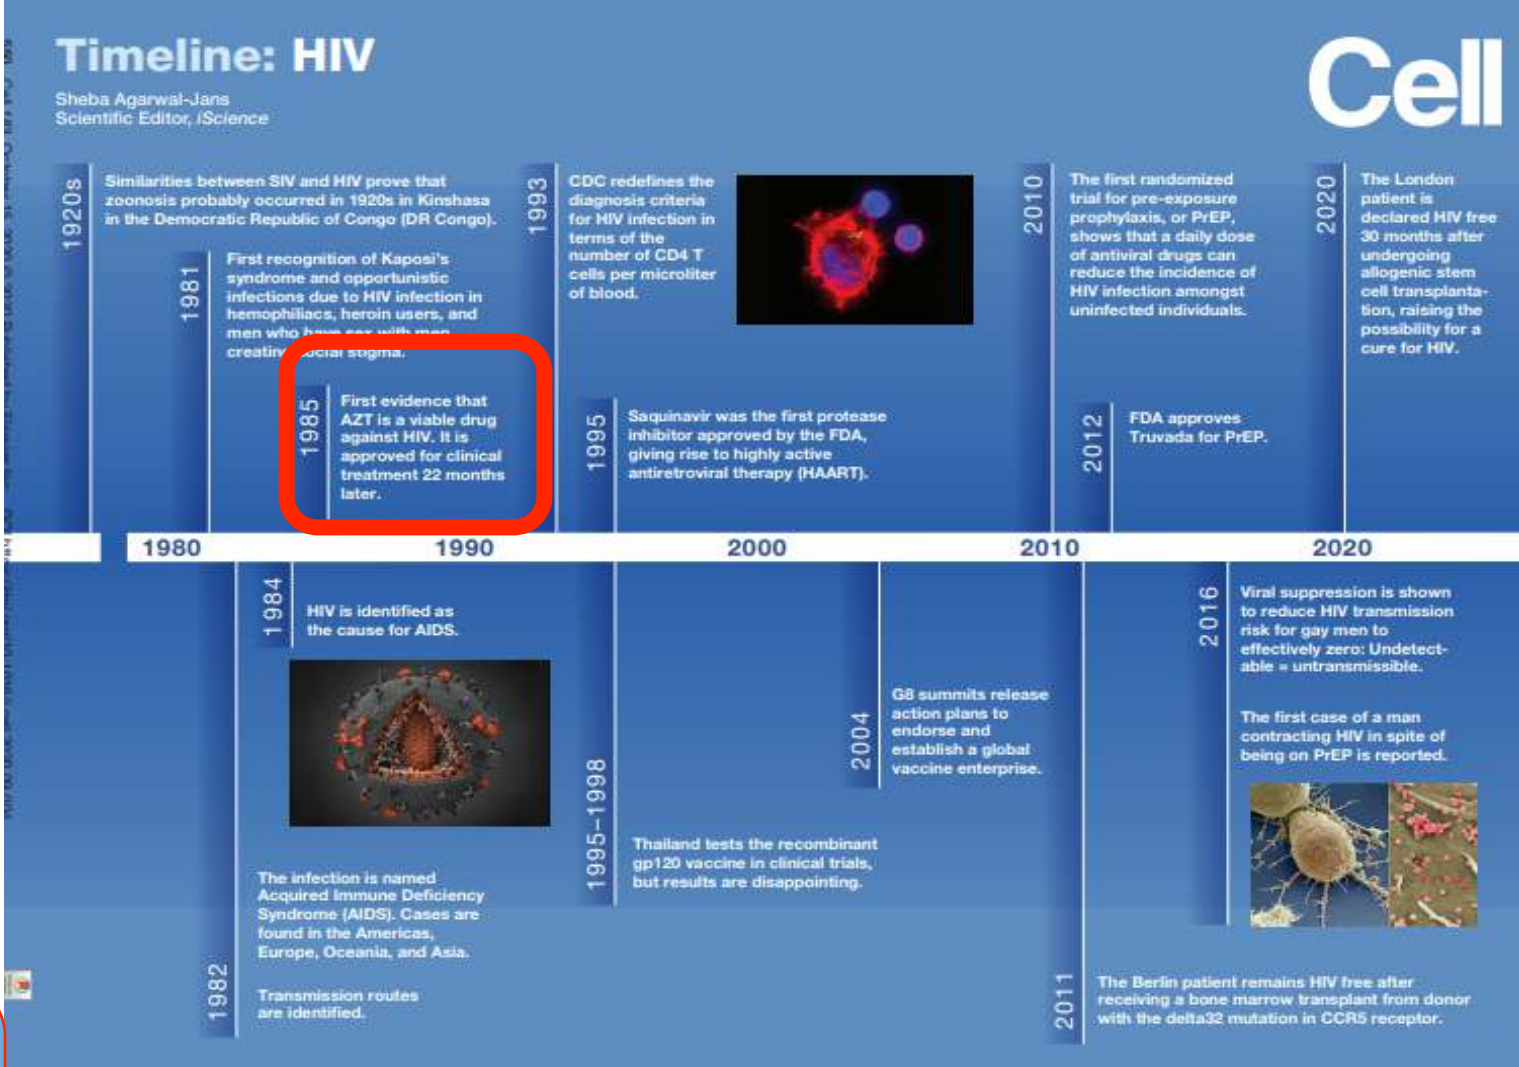 Timeline: HIV
Cell
Sheba Agarwal-Jans
Scientific Editor, iScience
1920s
Similarities between SIV and HIV prove that
zoonosis probably occurred in 1920s in Kinshasa
in the Democratic Republic of Congo (DR Congo).
1981
First recognition of Kaposi's
syndrome and opportunistic
infections due to HIV infection in
hemophiliacs, heroin users, and
men who have sex with men
creating social stigma.
1985
First evidence that
AZT is a viable drug
against HIV. It is
approved for clinical
treatment 22 months
later.
1993
CDC redefines the
diagnosis criteria
for HIV infection in
terms of the
number of CD4 T
cells per microliter
of blood.
1995
Saquinavir was the first protease
inhibitor approved by the FDA,
giving rise to highly active
antiretroviral therapy (HAART).
2010
The first randomized
trial for pre-exposure
prophylaxis, or PrEP,
shows that a daily dose
of antiviral drugs can
reduce the incidence of
HIV infection amongst
uninfected individuals.
2012
FDA approves
Truvada for PrEP.
2020
The London
patient is
declared HIV free
30 months after
undergoing
allogenic stem
cell transplanta-
tion, raising the
possibility for a
cure for HIV.
1980
1990
2000
2010
2020
1984
HIV is identified as
the cause for AIDS.
1982
The infection is named
Acquired Immune Deficiency
Syndrome (AIDS). Cases are
found in the Americas,
Europe, Oceania, and Asia.
Transmission routes
are identified.
1995–1998
Thailand tests the recombinant
gp120 vaccine in clinical trials,
but results are disappointing.
2004
G8 summits release
action plans to
endorse and
establish a global
vaccine enterprise.
2011
The Berlin patient remains HIV free after
receiving a bone marrow transplant from donor
with the delta32 mutation in CCR5 receptor.
2016
Viral suppression is shown
to reduce HIV transmission
risk for gay men to
effectively zero: Undetect-
able = untransmissible.
The first case of a man
contracting HIV in spite of
being on PrEP is reported.